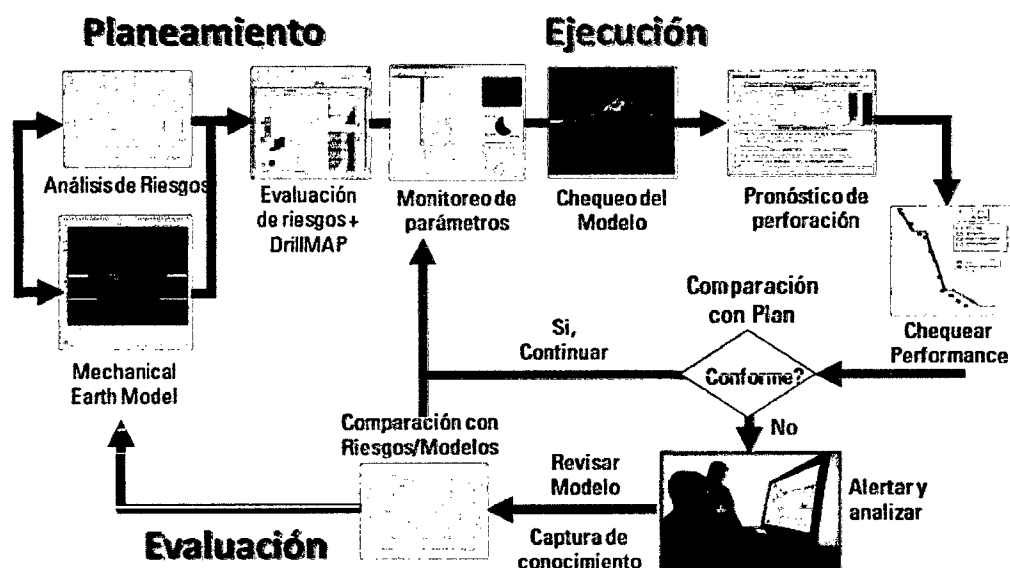 Planeamiento
Ejecución
Análisis de Riesgos
Evaluación
de riesgos +
DrillMAP
Monitoreo de
parámetros
Chequeo del
Modelo
Pronóstico de
perforación
Mechanical
Earth Model
Comparación
con Plan
Chequear
Performance
Si,
Continuar
Conforme?
No
Comparación con
Riesgos/Modelos
Revisar
Modelo
Alertar y
analizar
Captura de
conocimiento
Evaluación